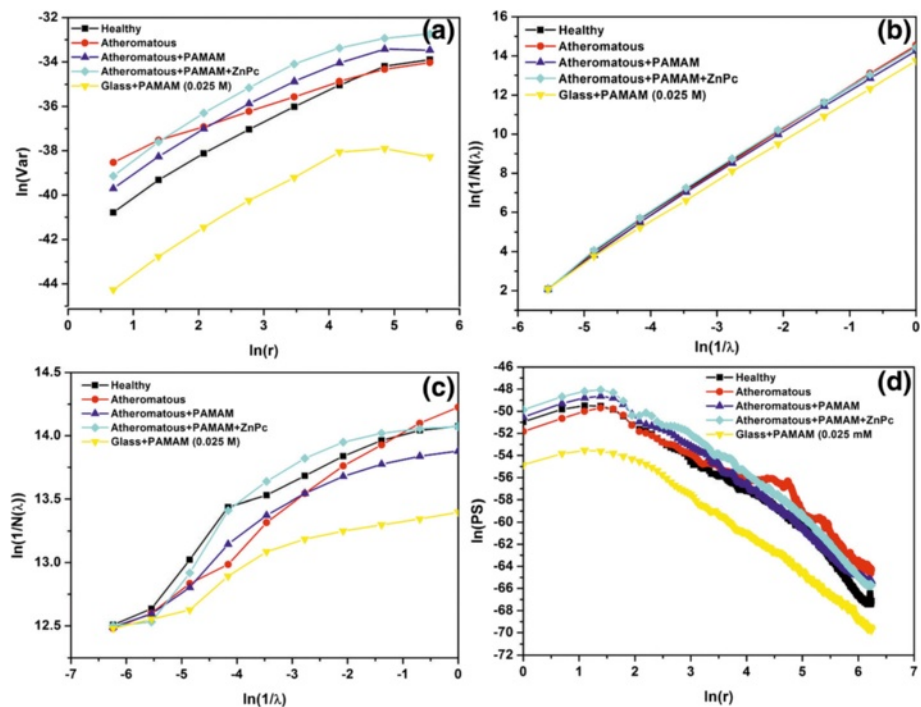 (a)
Healthy
Atheromatous
Atheromatous+PAMAM
Atheromatous+PAMAM+ZnPc
Glass+PAMAM (0.025 M)
ln(Var)
-32
-34
-36
-38
-40
-42
-44
0 1 2 3 4 5 6
ln(r)
(b)
Healthy
Atheromatous
Atheromatous+PAMAM
Atheromatous+PAMAM+ZnPc
Glass+PAMAM (0.025 M)
ln(1/N(λ))
16
14
12
10
8
6
4
2
-6 -5 -4 -3 -2 -1 0
ln(1/λ)
(c)
Healthy
Atheromatous
Atheromatous+PAMAM
Atheromatous+PAMAM+ZnPc
Glass+PAMAM (0.025 M)
ln(1/N(λ))
14.5
14.0
13.5
13.0
12.5
-7 -6 -5 -4 -3 -2 -1 0
ln(1/λ)
(d)
Healthy
Atheromatous
Atheromatous+PAMAM
Atheromatous+PAMAM+ZnPc
Glass+PAMAM (0.025 mM
ln(PS)
-46
-48
-50
-52
-54
-56
-58
-60
-62
-64
-66
-68
-70
-72
0 1 2 3 4 5 6 7
ln(r)